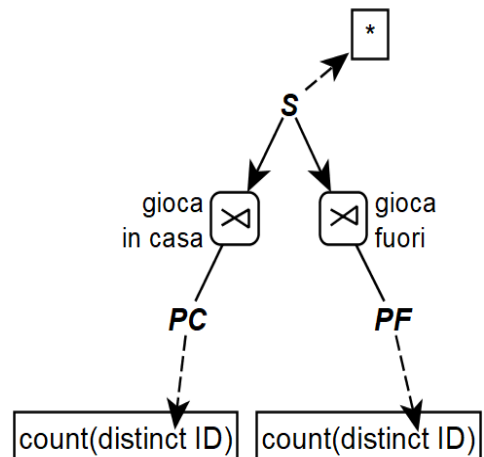 *
S
gioca
in casa
gioca
fuori
PC
PF
count(distinct ID)
count(distinct ID)